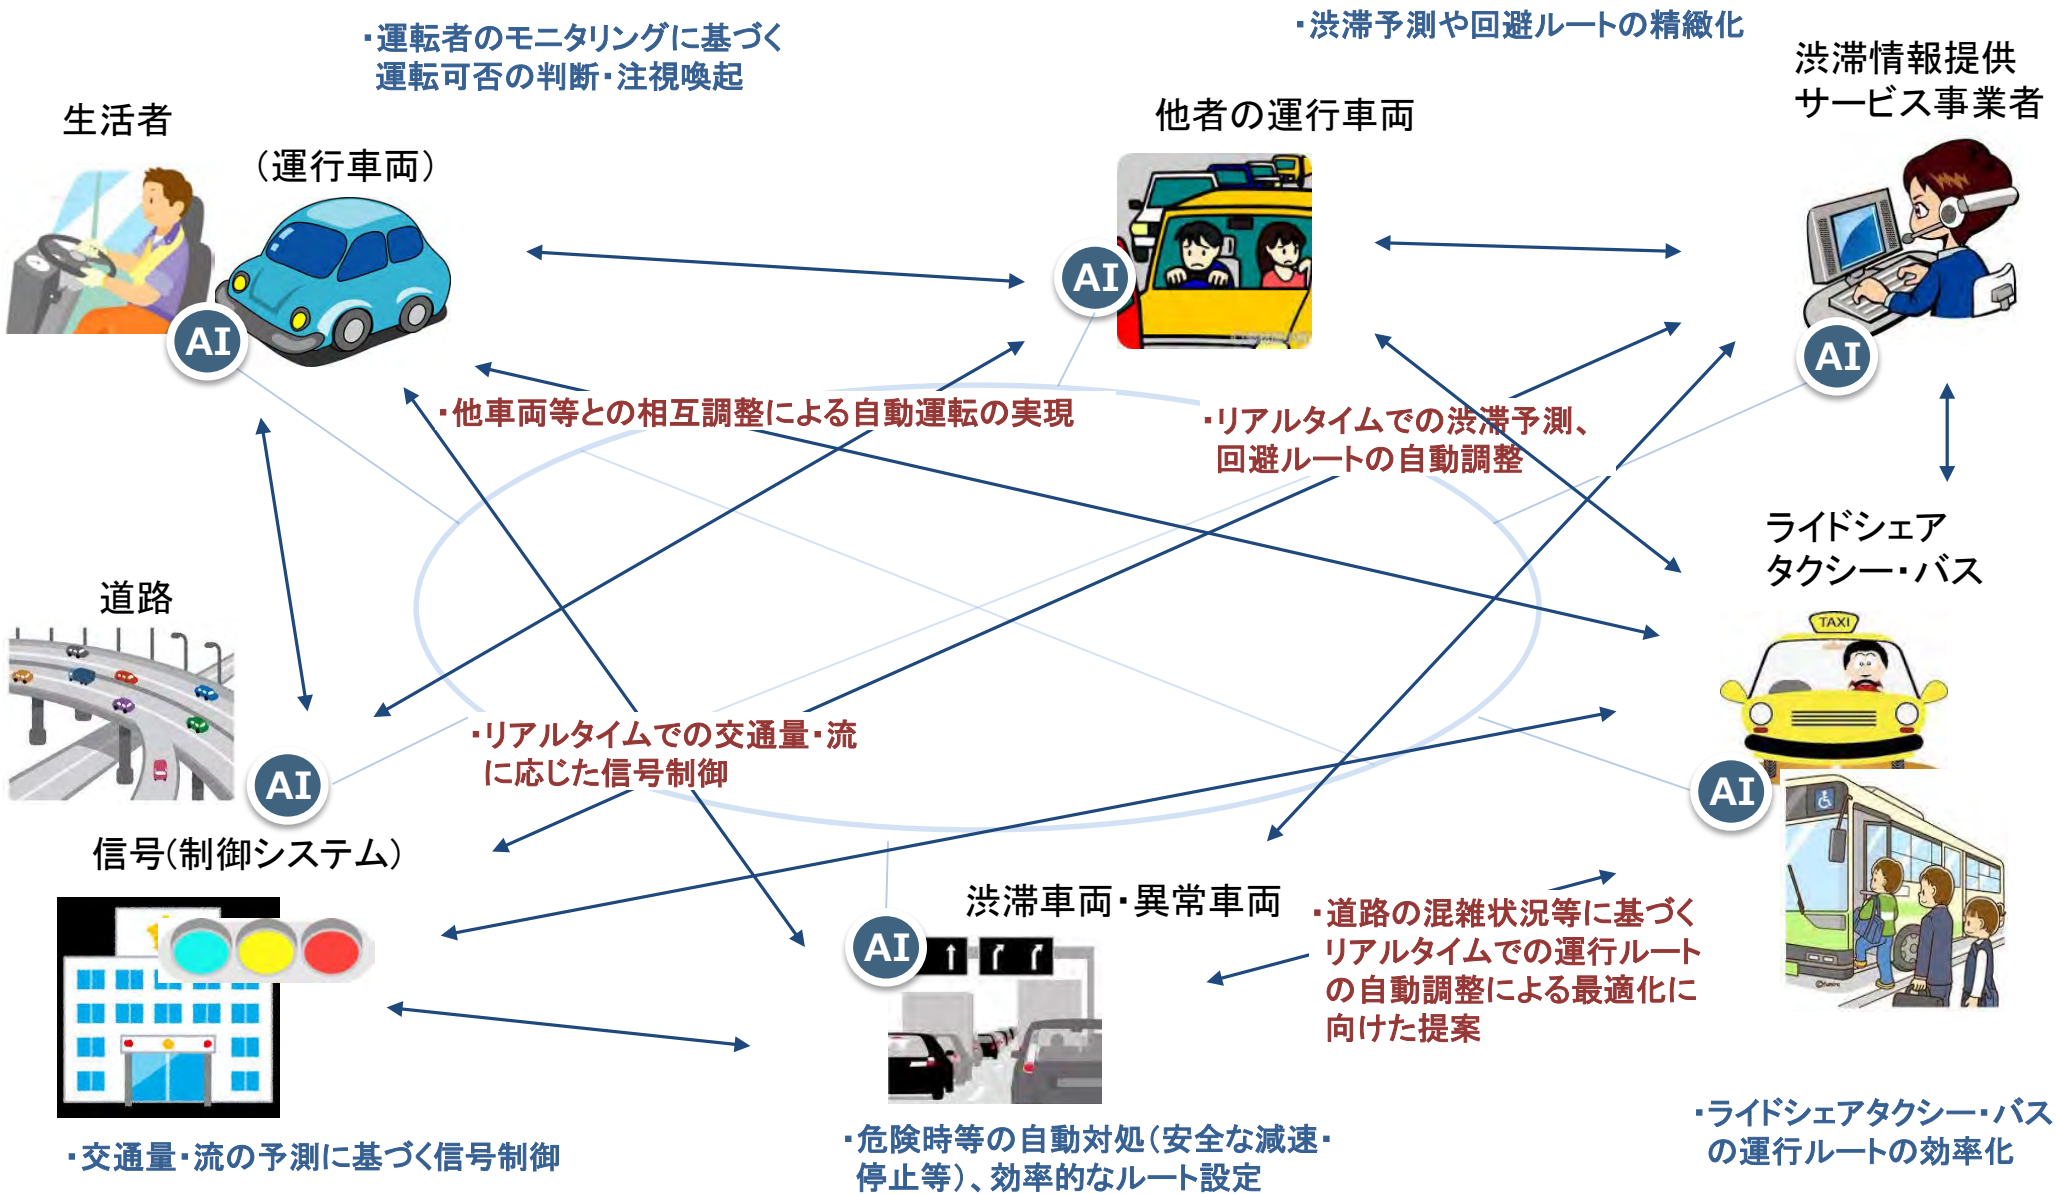 ・運転者のモニタリングに基づく
運転可否の判断・注視喚起
・渋滞予測や回避ルートの精緻化
渋滞情報提供
サービス事業者
生活者
（運行車両）
他者の運行車両
AI
AI
AI
・他車両等との相互調整による自動運転の実現
・リアルタイムでの渋滞予測、
回避ルートの自動調整
ライドシェア
タクシー・バス
道路
TAXI
・リアルタイムでの交通量・流
に応じた信号制御
AI
AI
信号(制御システム）
渋滞車両・異常車両
AI
・道路の混雑状況等に基づく
リアルタイムでの運行ルート
の自動調整による最適化に
向けた提案
・交通量・流の予測に基づく信号制御
・危険時等の自動対処（安全な減速・
停止等）、効率的なルート設定
・ライドシェアタクシー・バス
の運行ルートの効率化